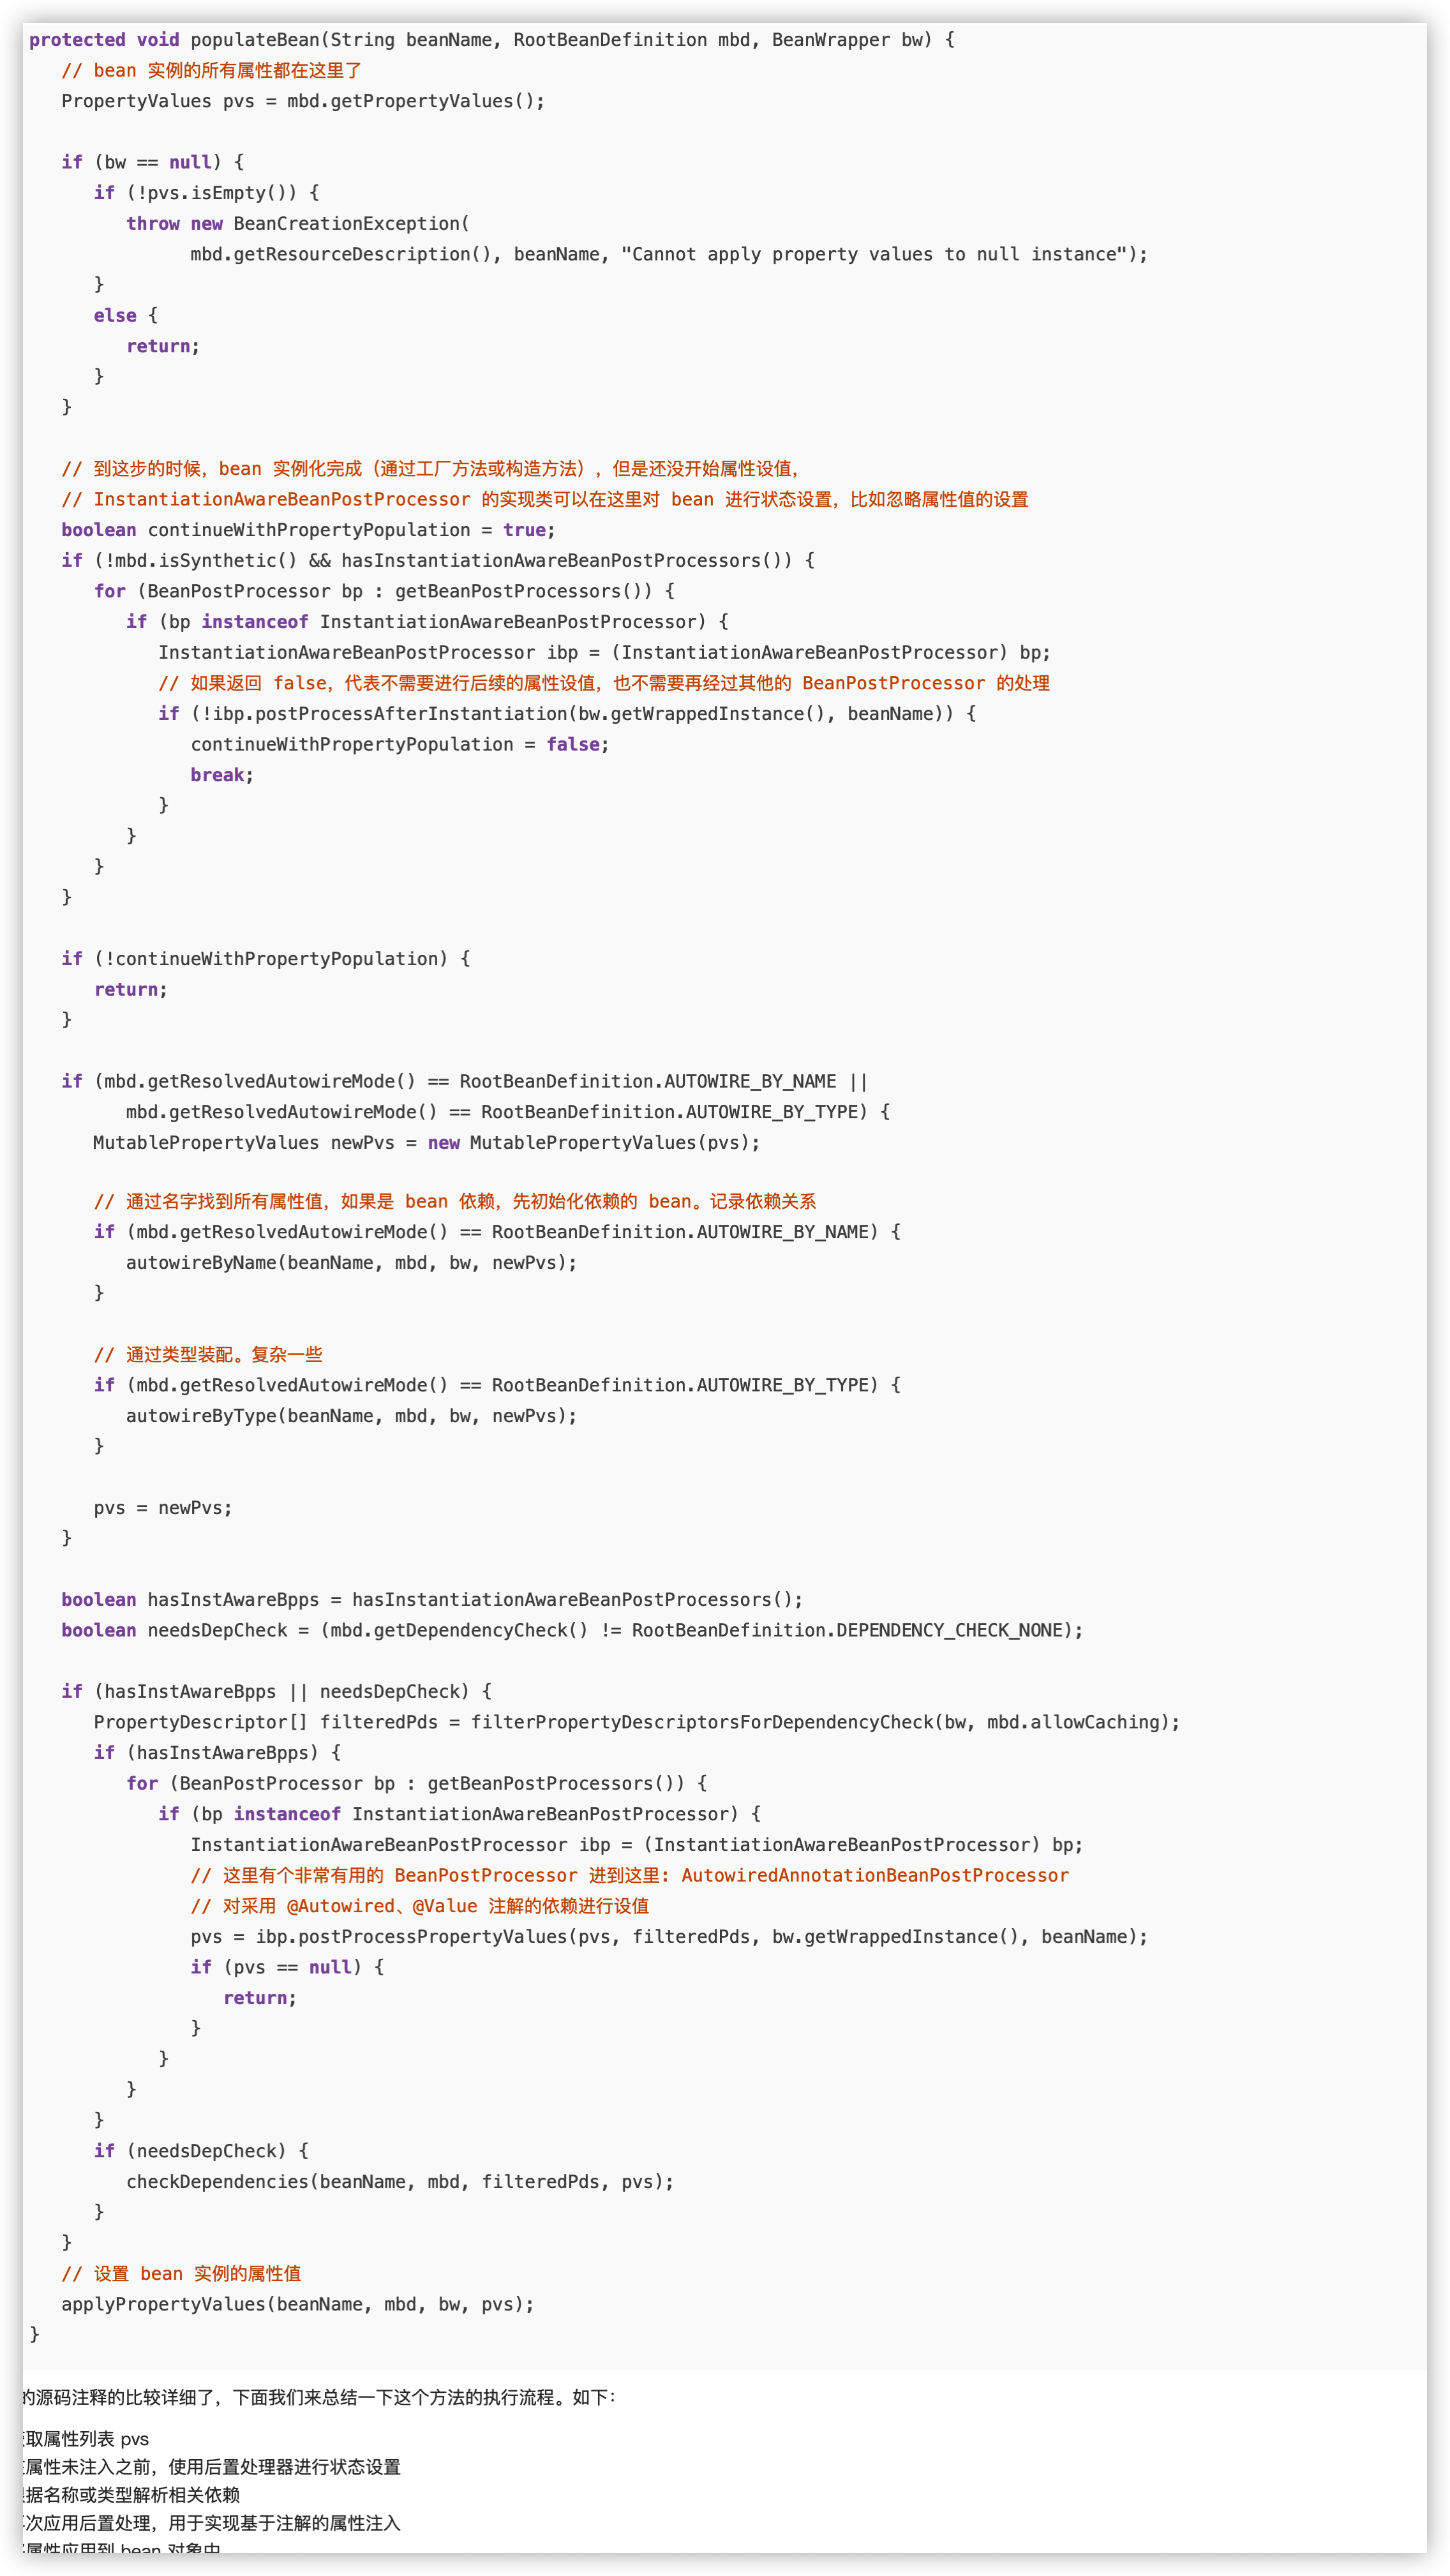 protected void populateBean(String beanName, RootBeanDefinition mbd, BeanWrapper bw) {
   // bean 实例的所有属性都在这里了
   PropertyValues pvs = mbd.getPropertyValues();

   if (bw == null) {
      if (!pvs.isEmpty()) {
         throw new BeanCreationException(
               mbd.getResourceDescription(), beanName, "Cannot apply property values to null instance");
      }
      else {
         return;
      }
   }

   // 到这步的时候，bean 实例化完成（通过工厂方法或构造方法），但是还没开始属性设值，
   // InstantiationAwareBeanPostProcessor 的实现类可以在这里对 bean 进行状态设置，比如忽略属性值的设置
   boolean continueWithPropertyPopulation = true;
   if (!mbd.isSynthetic() && hasInstantiationAwareBeanPostProcessors()) {
      for (BeanPostProcessor bp : getBeanPostProcessors()) {
         if (bp instanceof InstantiationAwareBeanPostProcessor) {
            InstantiationAwareBeanPostProcessor ibp = (InstantiationAwareBeanPostProcessor) bp;
            // 如果返回 false，代表不需要进行后续的属性设值，也不需要再经过其他的 BeanPostProcessor 的处理
            if (!ibp.postProcessAfterInstantiation(bw.getWrappedInstance(), beanName)) {
               continueWithPropertyPopulation = false;
               break;
            }
         }
      }
   }

   if (!continueWithPropertyPopulation) {
      return;
   }

   if (mbd.getResolvedAutowireMode() == RootBeanDefinition.AUTOWIRE_BY_NAME ||
         mbd.getResolvedAutowireMode() == RootBeanDefinition.AUTOWIRE_BY_TYPE) {
      MutablePropertyValues newPvs = new MutablePropertyValues(pvs);

      // 通过名字找到所有属性值，如果是 bean 依赖，先初始化依赖的 bean。记录依赖关系
      if (mbd.getResolvedAutowireMode() == RootBeanDefinition.AUTOWIRE_BY_NAME) {
         autowireByName(beanName, mbd, bw, newPvs);
      }

      // 通过类型装配。复杂一些
      if (mbd.getResolvedAutowireMode() == RootBeanDefinition.AUTOWIRE_BY_TYPE) {
         autowireByType(beanName, mbd, bw, newPvs);
      }

      pvs = newPvs;
   }

   boolean hasInstAwareBpps = hasInstantiationAwareBeanPostProcessors();
   boolean needsDepCheck = (mbd.getDependencyCheck() != RootBeanDefinition.DEPENDENCY_CHECK_NONE);

   if (hasInstAwareBpps || needsDepCheck) {
      PropertyDescriptor[] filteredPds = filterPropertyDescriptorsForDependencyCheck(bw, mbd.allowCaching);
      if (hasInstAwareBpps) {
         for (BeanPostProcessor bp : getBeanPostProcessors()) {
            if (bp instanceof InstantiationAwareBeanPostProcessor) {
               InstantiationAwareBeanPostProcessor ibp = (InstantiationAwareBeanPostProcessor) bp;
               // 这里有个非常有用的 BeanPostProcessor 进到这里: AutowiredAnnotationBeanPostProcessor
               // 对采用 @Autowired、@Value 注解的依赖进行设值
               pvs = ibp.postProcessPropertyValues(pvs, filteredPds, bw.getWrappedInstance(), beanName);
               if (pvs == null) {
                  return;
               }
            }
         }
      }
      if (needsDepCheck) {
         checkDependencies(beanName, mbd, filteredPds, pvs);
      }
   }
   // 设置 bean 实例的属性值
   applyPropertyValues(beanName, mbd, bw, pvs);
}
的源码注释的比较详细了，下面我们来总结一下这个方法的执行流程。如下：
取属性列表 pvs
属性未注入之前，使用后置处理器进行状态设置
据名称或类型解析相关依赖
次应用后置处理，用于实现基于注解的属性注入
属性应用到 bean 对象中